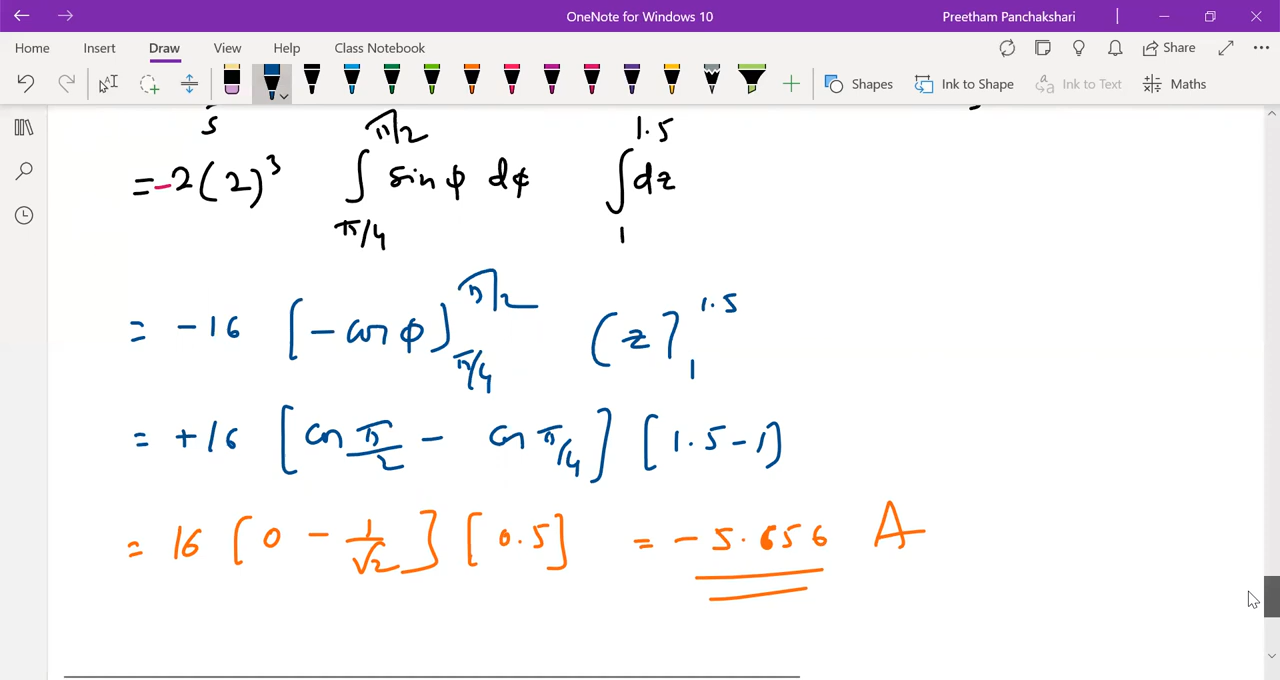 OneNote for Windows 10
Preetham Panchakshari
Home Insert Draw View Help Class Notebook
Share
Shapes Ink to Shape Ink to Text Maths
s
= -2 (2)³ ∫_{π/4}^{π/2} sin φ dφ ∫_{1}^{1.5} dz
= -16 [-cos φ]_{π/4}^{π/2} (z]_{1}^{1.5}
= +16 [cos π/2 - cos π/4] [1.5-1]
= 16 [0 - 1/√2] [0.5] = -5.656 A